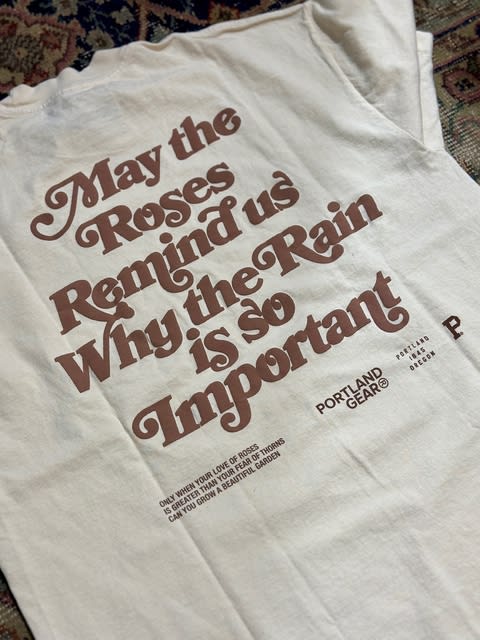 May the
Roses
Remind us
Why the Rain
is so
Important
PORTLAND
GEAR
PORTLAND
1845
OREGON
P
ONLY WHEN YOUR LOVE OF ROSES
IS GREATER THAN YOUR FEAR OF THORNS
CAN YOU GROW A BEAUTIFUL GARDEN